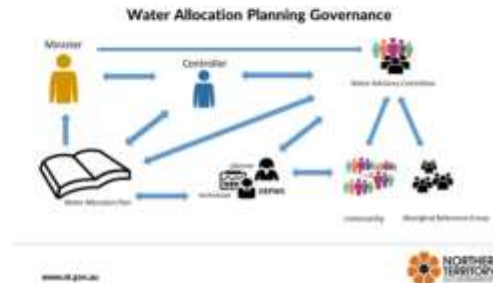 Water Allocation Planning Governance
Minister
Controller
Water Advisory Committee
Water Allocation Plan
DENWS
community
Aboriginal Reference Group
www.nt.gov.au
NORTHERN
TERRITORY